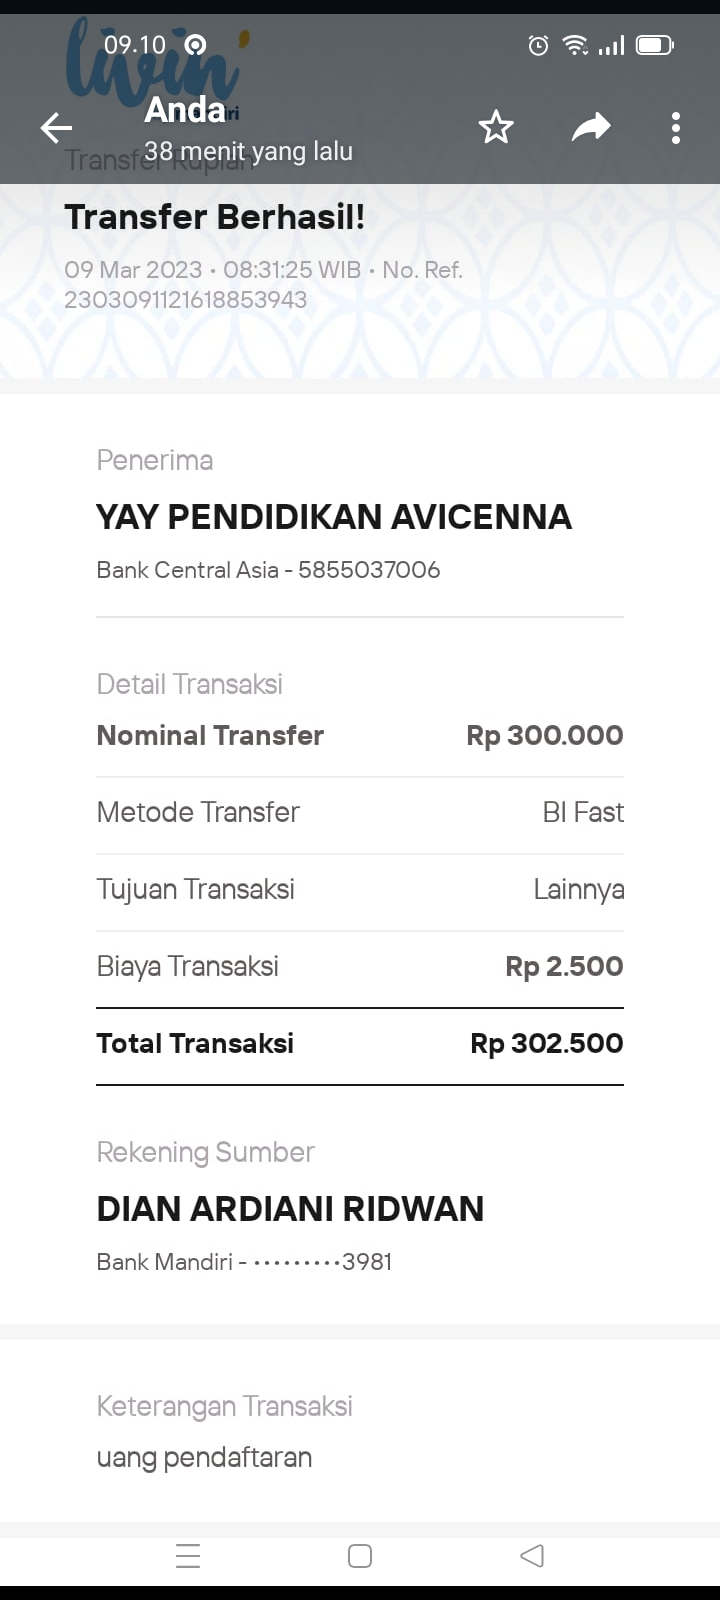 09.10
livin'
Anda
38 menit yang lalu
Transfer Rupiah
Transfer Berhasil!
09 Mar 2023 • 08:31:25 WIB • No. Ref.
2303091121618853943
Penerima
YAY PENDIDIKAN AVICENNA
Bank Central Asia - 5855037006
Detail Transaksi
Nominal Transfer Rp 300.000
Metode Transfer BI Fast
Tujuan Transaksi Lainnya
Biaya Transaksi Rp 2.500
Total Transaksi Rp 302.500
Rekening Sumber
DIAN ARDIANI RIDWAN
Bank Mandiri - •••••••••3981
Keterangan Transaksi
uang pendaftaran